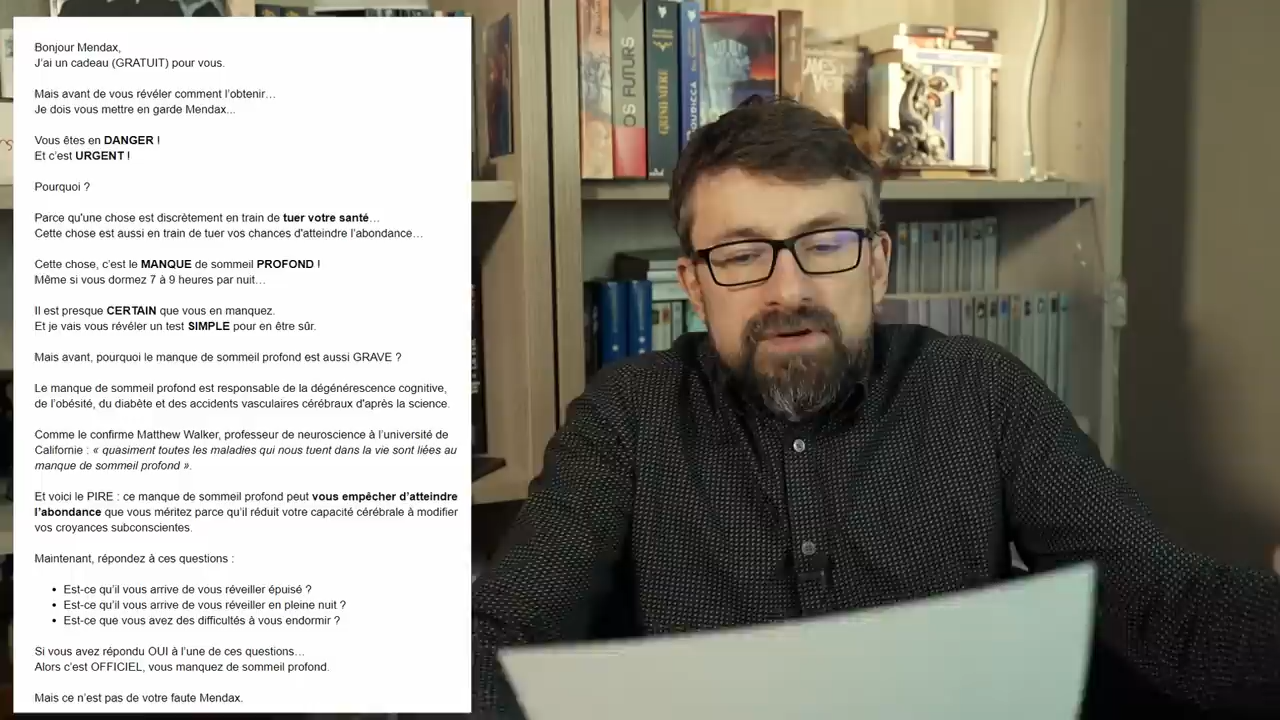 Bonjour Mendax,
J’ai un cadeau (GRATUIT) pour vous.
Mais avant de vous révéler comment l’obtenir…
Je dois vous mettre en garde Mendax...
Vous êtes en DANGER !
Et c’est URGENT !
Pourquoi ?
Parce qu'une chose est discrètement en train de tuer votre santé…
Cette chose est aussi en train de tuer vos chances d'atteindre l’abondance…
Cette chose, c’est le MANQUE de sommeil PROFOND !
Même si vous dormez 7 à 9 heures par nuit…
Il est presque CERTAIN que vous en manquez.
Et je vais vous révéler un test SIMPLE pour en être sûr.
Mais avant, pourquoi le manque de sommeil profond est aussi GRAVE ?
Le manque de sommeil profond est responsable de la dégénérescence cognitive,
de l’obésité, du diabète et des accidents vasculaires cérébraux d'après la science.
Comme le confirme Matthew Walker, professeur de neuroscience à l’université de
Californie : « quasiment toutes les maladies qui nous tuent dans la vie sont liées au
manque de sommeil profond ».
Et voici le PIRE : ce manque de sommeil profond peut vous empêcher d’atteindre
l’abondance que vous méritez parce qu’il réduit votre capacité cérébrale à modifier
vos croyances subconscientes.
Maintenant, répondez à ces questions :
• Est-ce qu’il vous arrive de vous réveiller épuisé ?
• Est-ce qu’il vous arrive de vous réveiller en pleine nuit ?
• Est-ce que vous avez des difficultés à vous endormir ?
Si vous avez répondu OUI à l’une de ces questions…
Alors c’est OFFICIEL, vous manquez de sommeil profond.
Mais ce n’est pas de votre faute Mendax.
OS FUTURS